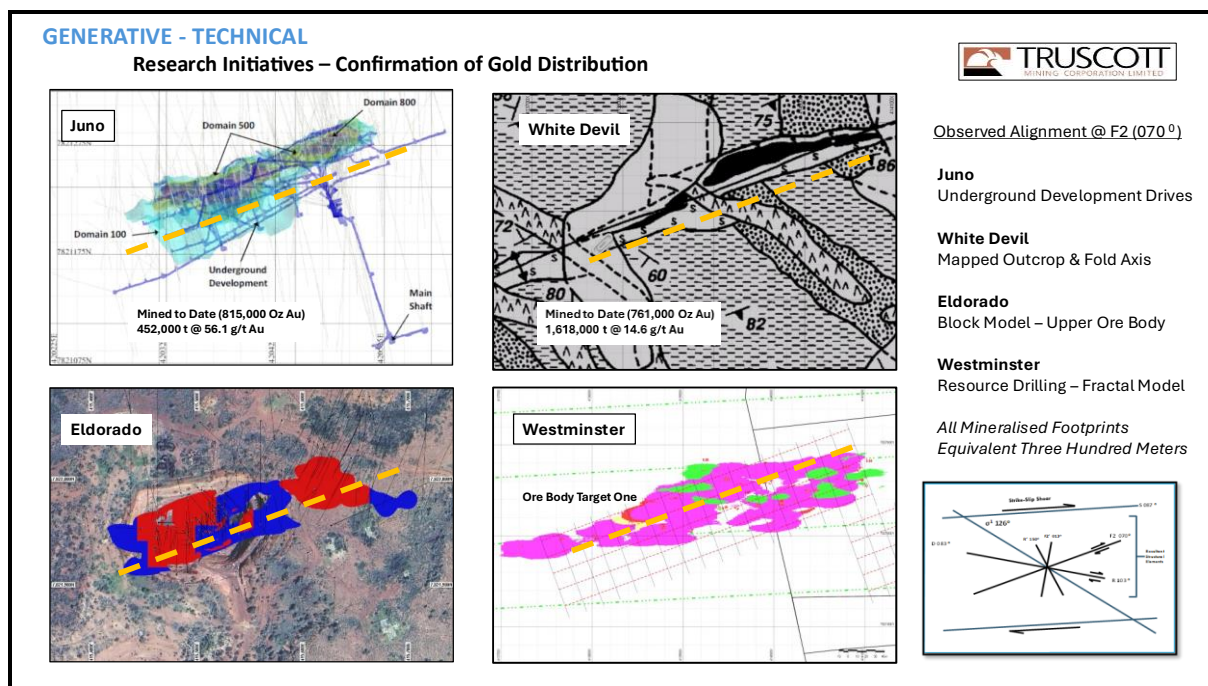 GENERATIVE - TECHNICAL
Research Initiatives – Confirmation of Gold Distribution
TRUSCOTT
MINING CORPORATION LIMITED
Juno
Domain 800
Domain 500
Domain 100
Underground
Development
Main
Shaft
7821175N
7821075N
Mined to Date (815,000 Oz Au)
452,000 t @ 56.1 g/t Au
White Devil
75
86
72
60
80
82
S
S
S
S
S
S
Mined to Date (761,000 Oz Au)
1,618,000 t @ 14.6 g/t Au
Eldorado
Westminster
Ore Body Target One
Observed Alignment @ F2 (070 ⁰)
Juno
Underground Development Drives
White Devil
Mapped Outcrop & Fold Axis
Eldorado
Block Model – Upper Ore Body
Westminster
Resource Drilling – Fractal Model
All Mineralised Footprints
Equivalent Three Hundred Meters
Strike-Slip Shear
σ¹ 126°
F2 070°